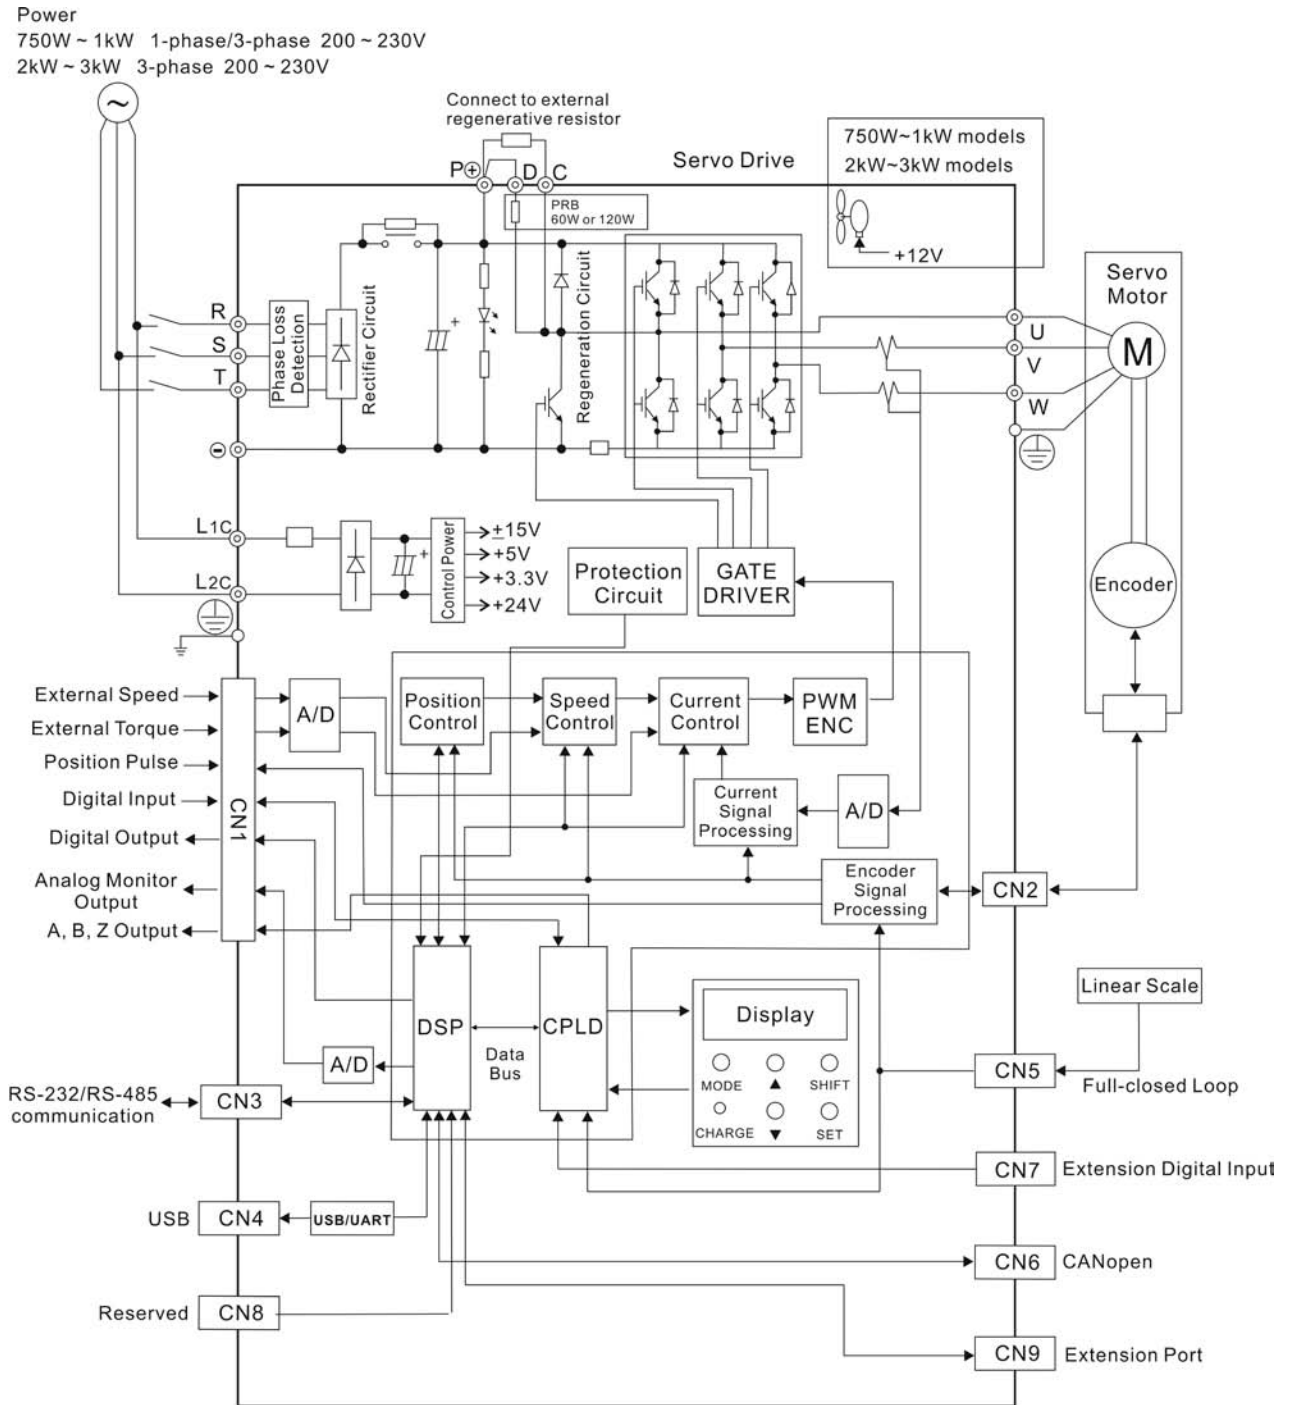 Power
750W ~ 1kW 1-phase/3-phase 200 ~ 230V
2kW ~ 3kW 3-phase 200 ~ 230V
~
Connect to external
regenerative resistor
P⊕
D
C
Servo Drive
750W~1kW models
2kW~3kW models
+12V
PRB
60W or 120W
Servo
Motor
R
S
T
Phase Loss
Detection
Rectifier Circuit
+
Regeneration Circuit
U
V
W
M
⊖
L1C
L2C
+
Control Power
+15V
+5V
+3.3V
+24V
Protection
Circuit
GATE
DRIVER
Encoder
External Speed
External Torque
Position Pulse
Digital Input
Digital Output
Analog Monitor
Output
A, B, Z Output
CN1
A/D
Position
Control
Speed
Control
Current
Control
PWM
ENC
Current
Signal
Processing
A/D
Encoder
Signal
Processing
CN2
DSP
Data
Bus
CPLD
A/D
Display
MODE
▲
SHIFT
CHARGE
▼
SET
Linear Scale
CN5
Full-closed Loop
RS-232/RS-485
communication
CN3
CN7
Extension Digital Input
USB
CN4
USB/UART
CN6
CANopen
Reserved
CN8
CN9
Extension Port